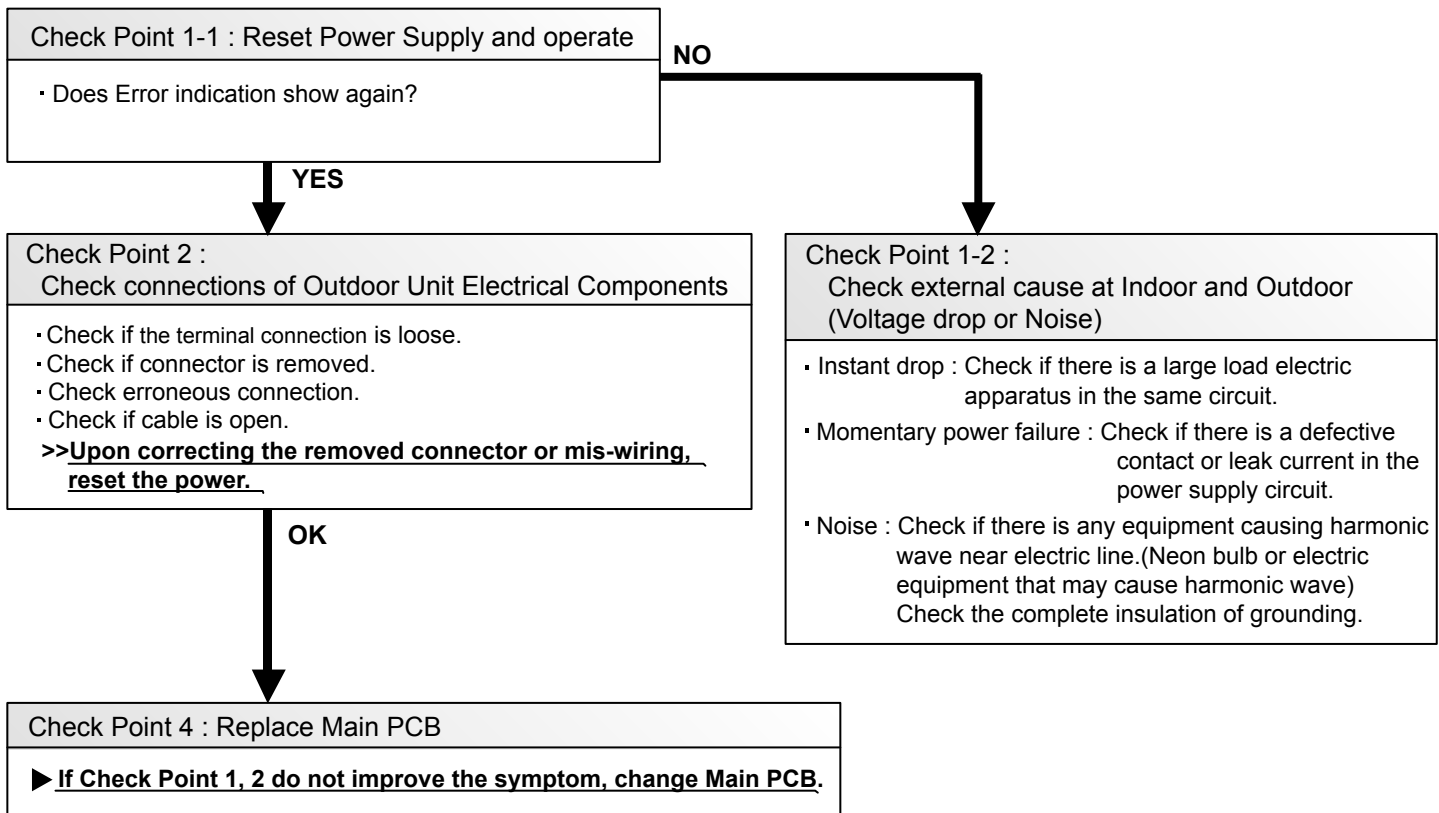 Check Point 1-1 : Reset Power Supply and operate
· Does Error indication show again?
NO
YES
Check Point 2 :
Check connections of Outdoor Unit Electrical Components
· Check if the terminal connection is loose.
· Check if connector is removed.
· Check erroneous connection.
· Check if cable is open.
>>Upon correcting the removed connector or mis-wiring,
reset the power.
Check Point 1-2 :
Check external cause at Indoor and Outdoor
(Voltage drop or Noise)
· Instant drop : Check if there is a large load electric
apparatus in the same circuit.
· Momentary power failure : Check if there is a defective
contact or leak current in the
power supply circuit.
· Noise : Check if there is any equipment causing harmonic
wave near electric line.(Neon bulb or electric
equipment that may cause harmonic wave)
Check the complete insulation of grounding.
OK
Check Point 4 : Replace Main PCB
▶ If Check Point 1, 2 do not improve the symptom, change Main PCB.